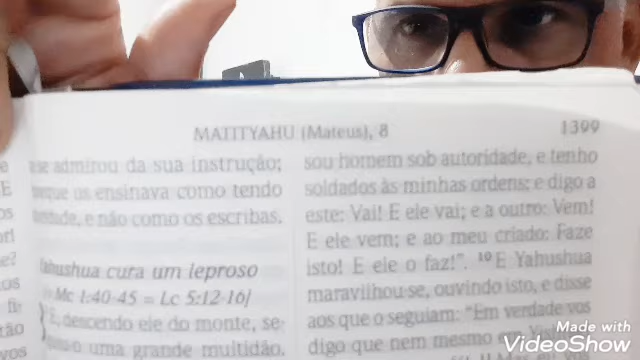 MATITYAHU (Mateus), 8
1399
se admirou da sua instrução;
os ensinava como tendo
e não como os escribas.
Yahushua cura um leproso
Mc 1:40-45 = Lc 5:12-16]
descendo ele do monte, se-
uma grande multidão.
sou homem sob autoridade, e tenho
soldados às minhas ordens; e digo a
este: Vai! E ele vai; e a outro: Vem!
E ele vem; e ao meu criado: Faze
isto! E ele o faz!”. 10 E Yahushua
maravilhou-se, ouvindo isto, e disse
aos que o seguiam: “Em verdade vos
digo que nem mesmo
Made with
VideoShow